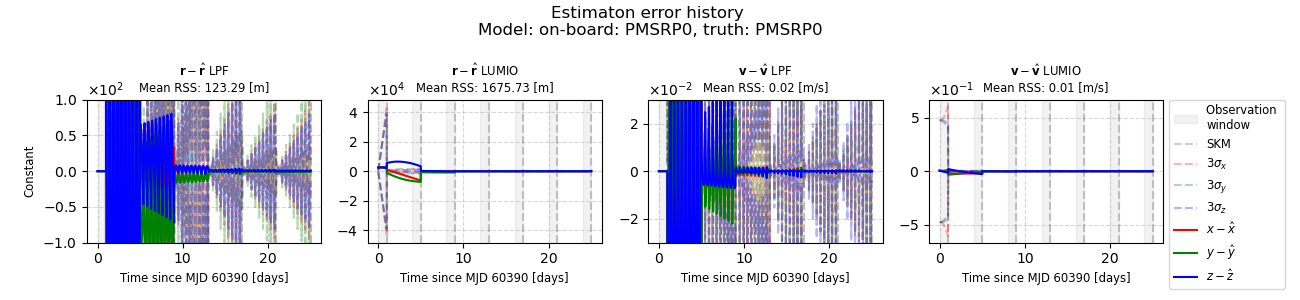 Estimaton error history
Model: on-board: PMSRP0, truth: PMSRP0
r − r̂ LPF
Mean RSS: 123.29 [m]
×10²
1.0
0.5
0.0
−0.5
−1.0
Constant
0
10
20
Time since MJD 60390 [days]
r − r̂ LUMIO
Mean RSS: 1675.73 [m]
×10⁴
4
2
0
−2
−4
0
10
20
Time since MJD 60390 [days]
v − v̂ LPF
Mean RSS: 0.02 [m/s]
×10⁻²
2
0
−2
0
10
20
Time since MJD 60390 [days]
v − v̂ LUMIO
Mean RSS: 0.01 [m/s]
×10⁻¹
5
0
−5
0
10
20
Time since MJD 60390 [days]
Observation
window
SKM
3σₓ
3σ_y
3σ_z
x − x̂
y − ŷ
z − ẑ